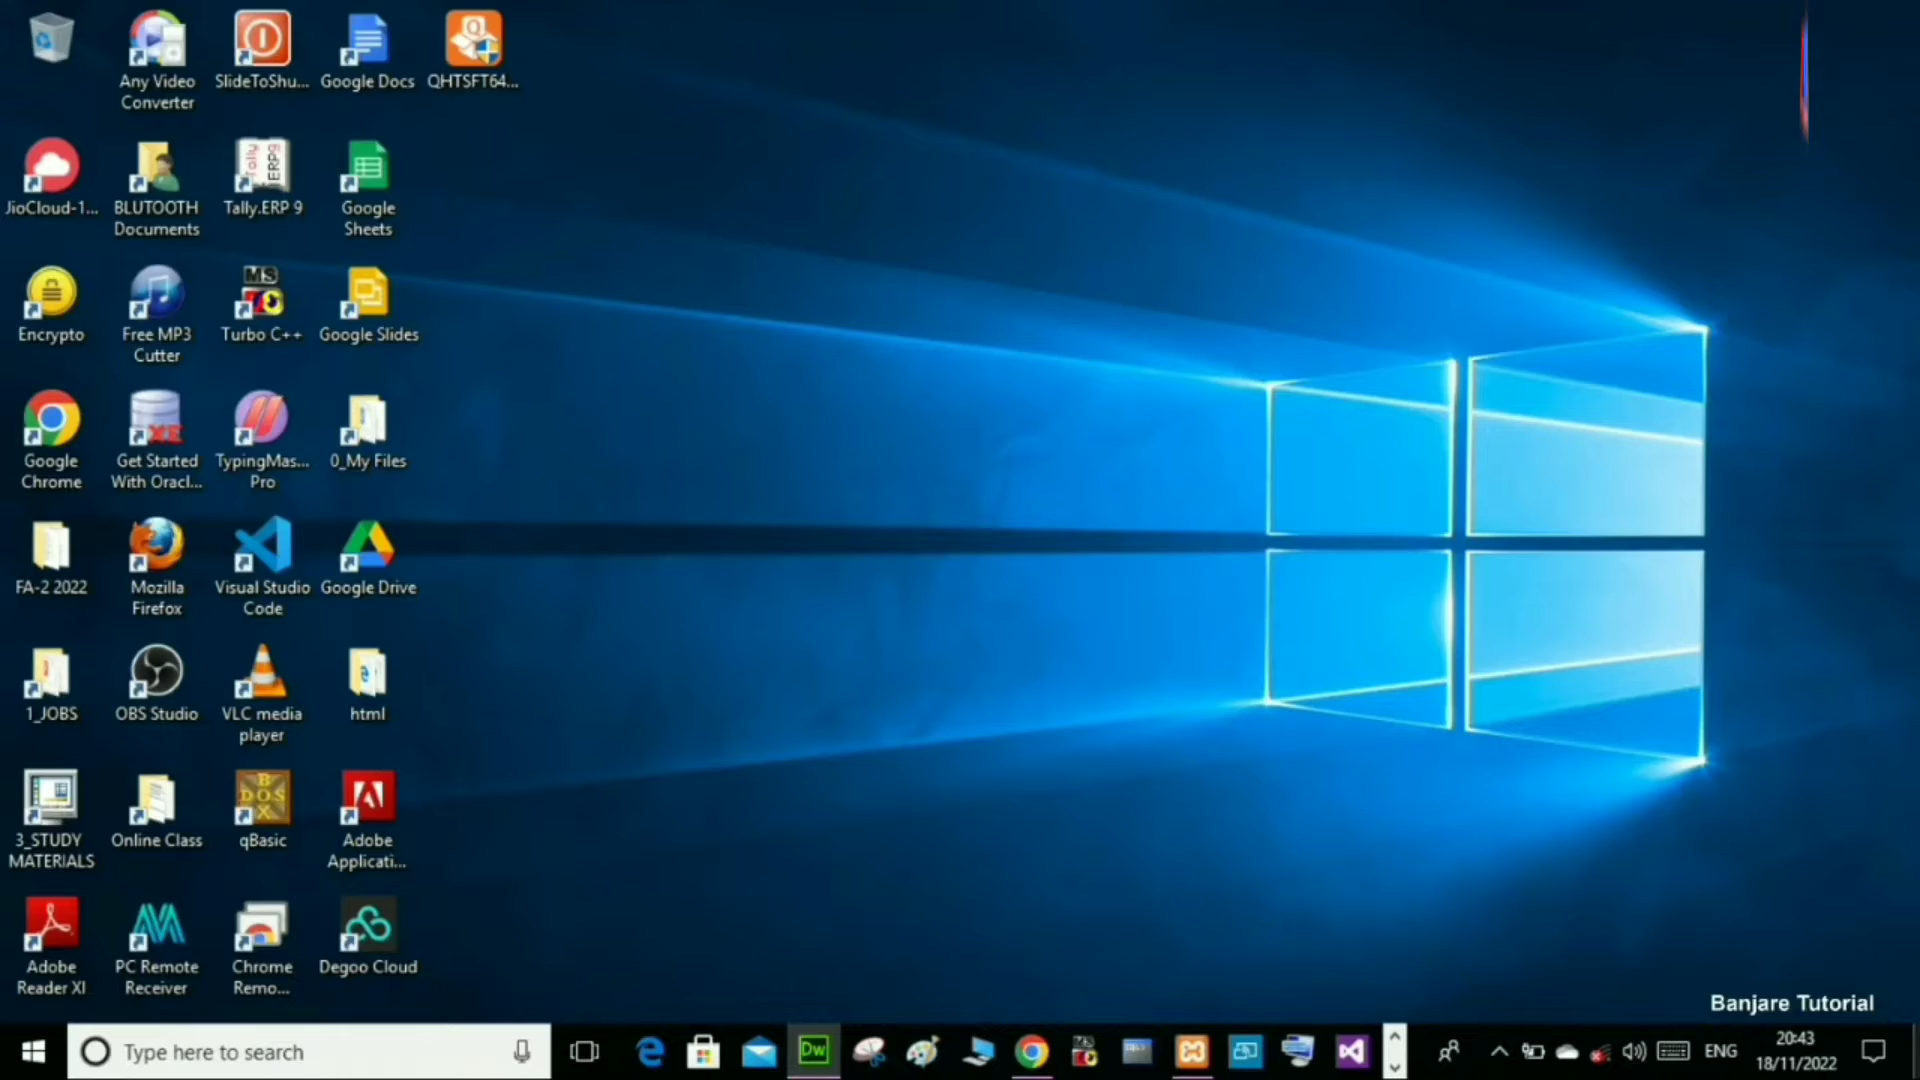 Any Video
Converter
SlideToShu...
Google Docs
QHTSFT64...
JioCloud-1...
BLUTOOTH
Documents
Tally.ERP 9
Google
Sheets
Encrypto
Free MP3
Cutter
MS
Turbo C++
Google Slides
Google
Chrome
XE
Get Started
With Oracl...
TypingMas...
Pro
0_My Files
FA-2 2022
Mozilla
Firefox
Visual Studio
Code
Google Drive
1_JOBS
OBS Studio
VLC media
player
html
3_STUDY
MATERIALS
Online Class
qBasic
Adobe
Applicati...
Adobe
Reader XI
PC Remote
Receiver
Chrome
Remo...
Degoo Cloud
Banjare Tutorial
Type here to search
Dw
ENG
20:43
18/11/2022